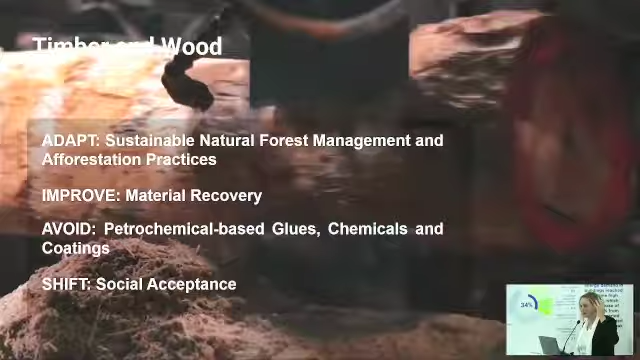 Timber and Wood
ADAPT: Sustainable Natural Forest Management and
Afforestation Practices
IMPROVE: Material Recovery
AVOID: Petrochemical-based Glues, Chemicals and
Coatings
SHIFT: Social Acceptance
34%